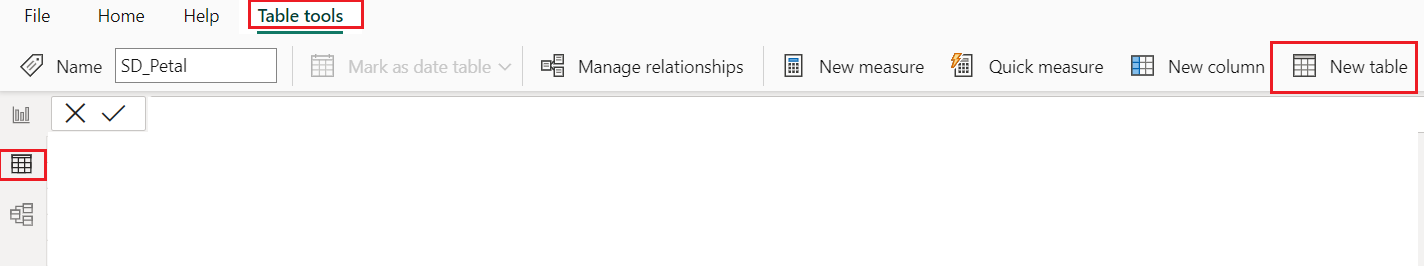 File Home Help Table tools
Name SD_Petal Mark as date table Manage relationships New measure Quick measure New column New table